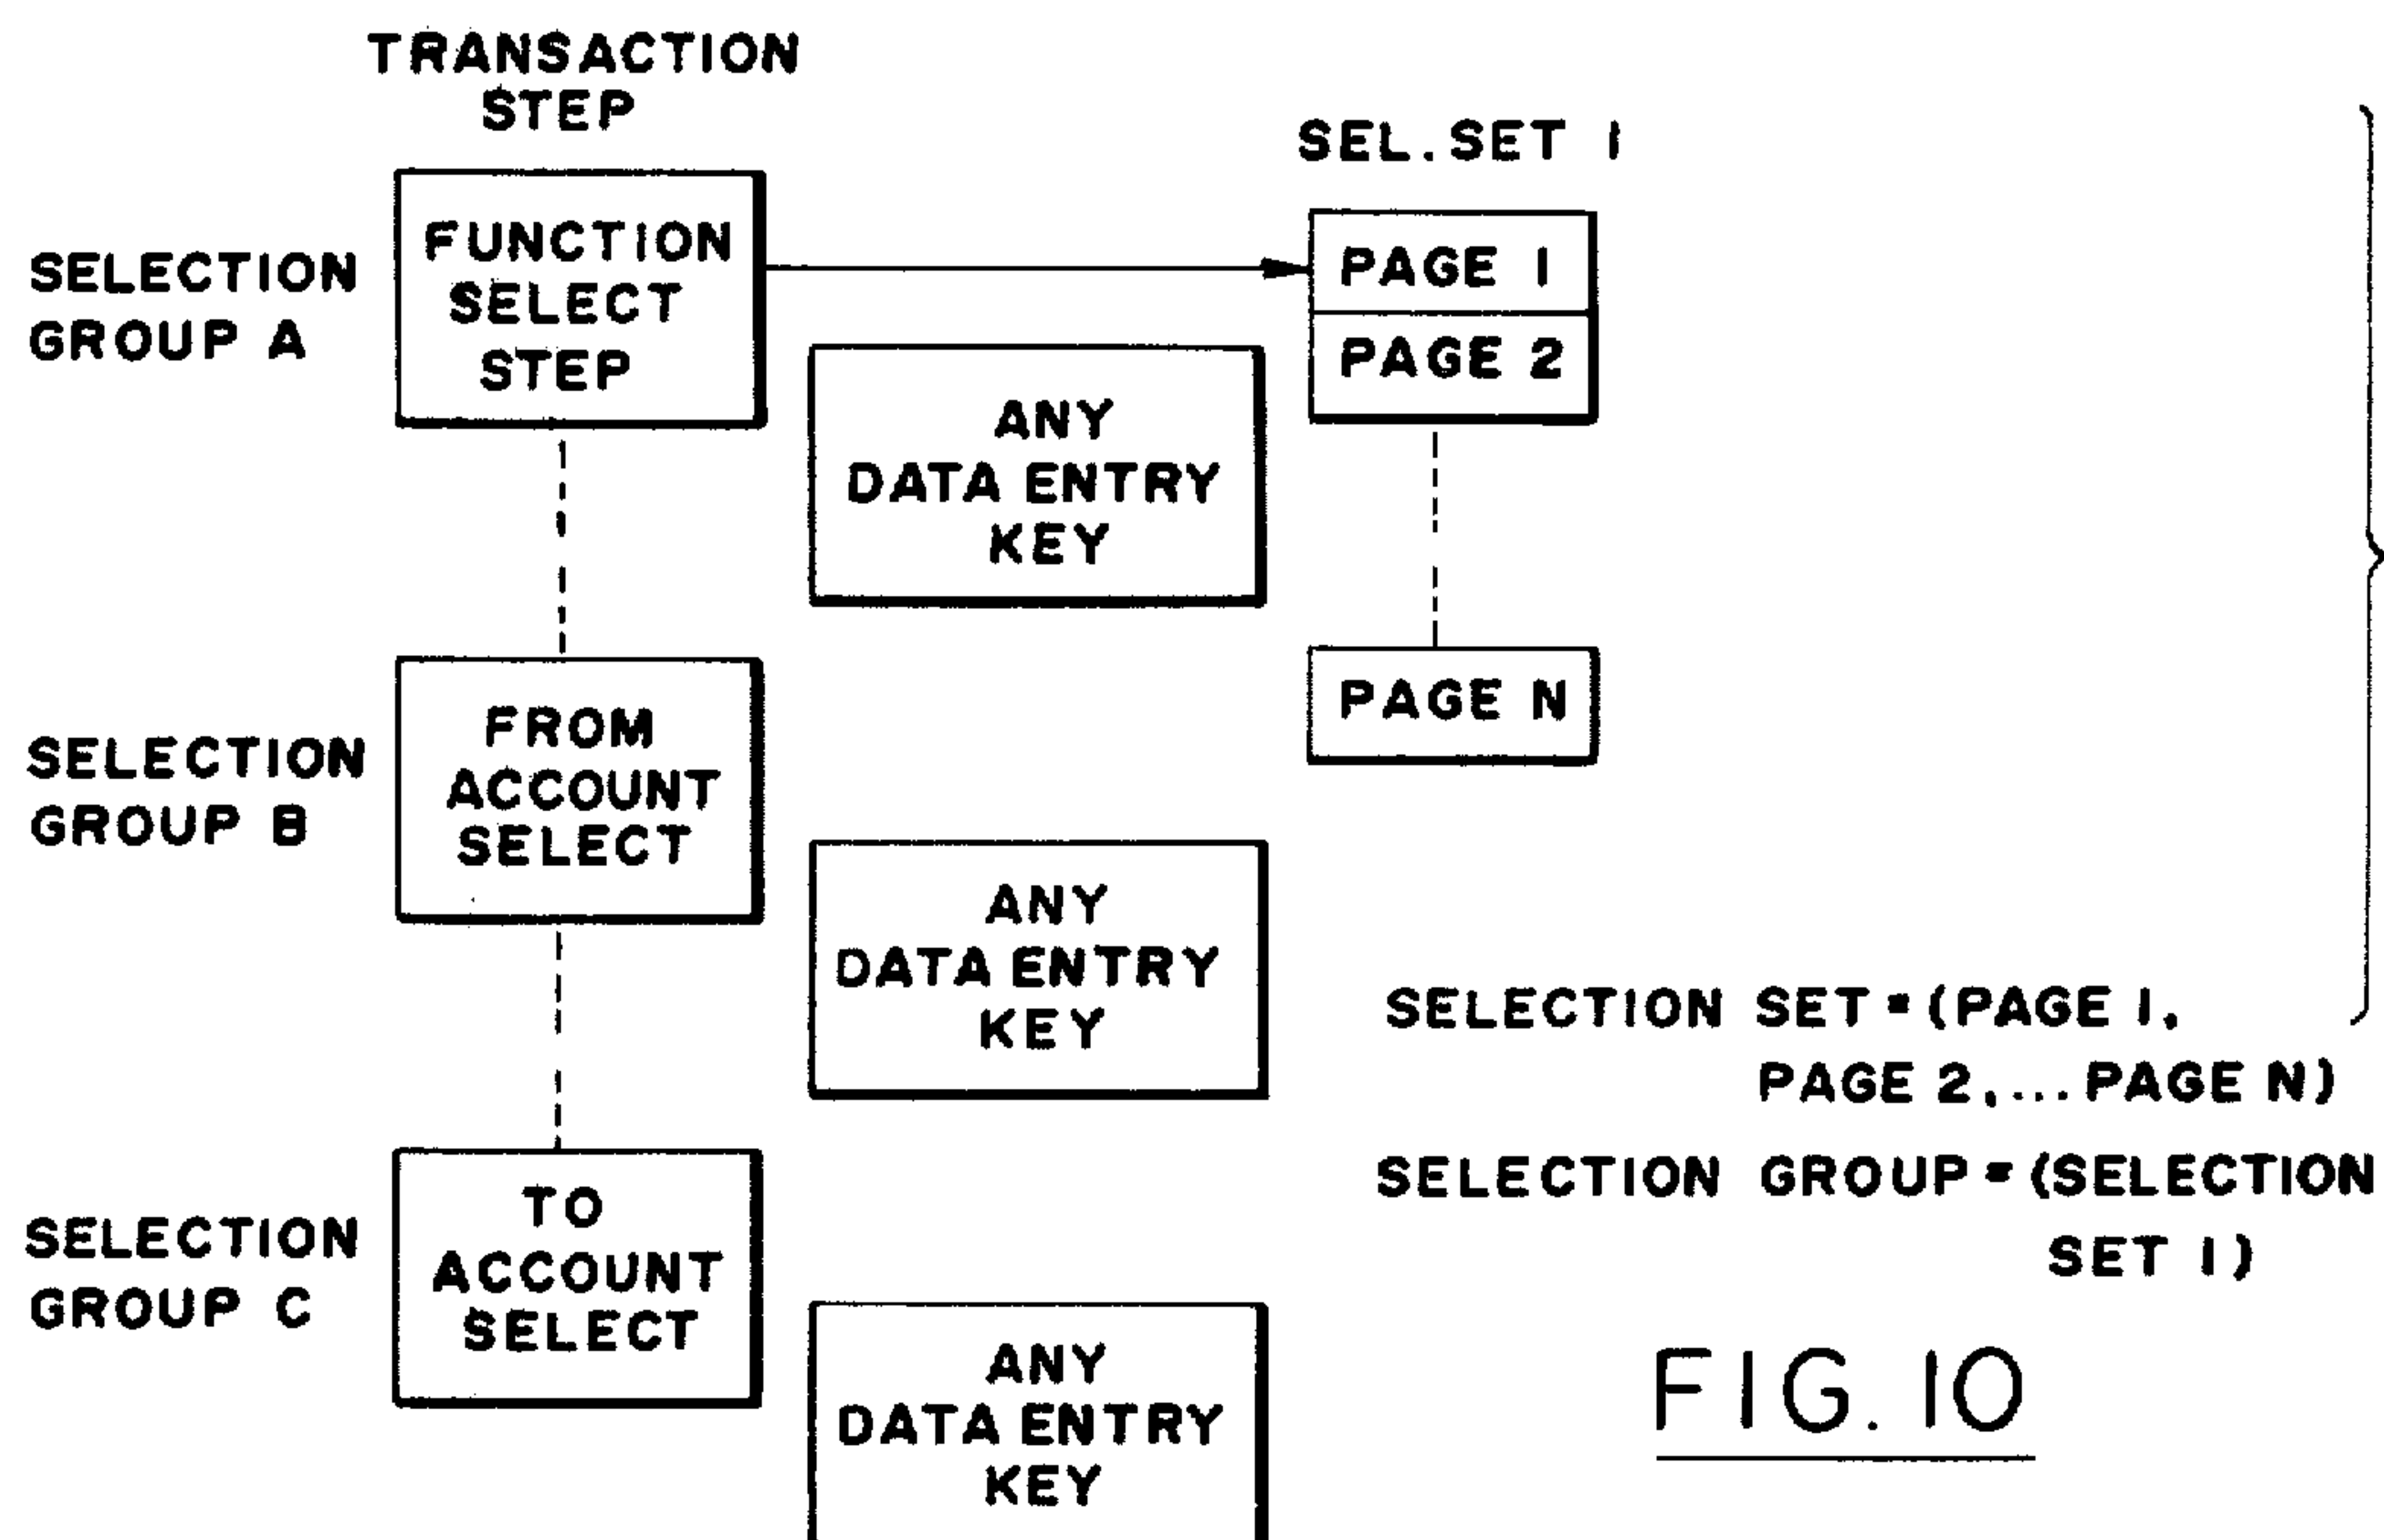 TRANSACTION
STEP
SEL. SET 1
SELECTION
GROUP A
FUNCTION
SELECT
STEP
PAGE 1
PAGE 2
ANY
DATA ENTRY
KEY
PAGE N
SELECTION
GROUP B
FROM
ACCOUNT
SELECT
ANY
DATA ENTRY
KEY
SELECTION SET = (PAGE 1,
PAGE 2, ... PAGE N)
SELECTION GROUP = (SELECTION
SET 1)
SELECTION
GROUP C
TO
ACCOUNT
SELECT
ANY
DATA ENTRY
KEY
FIG. 10